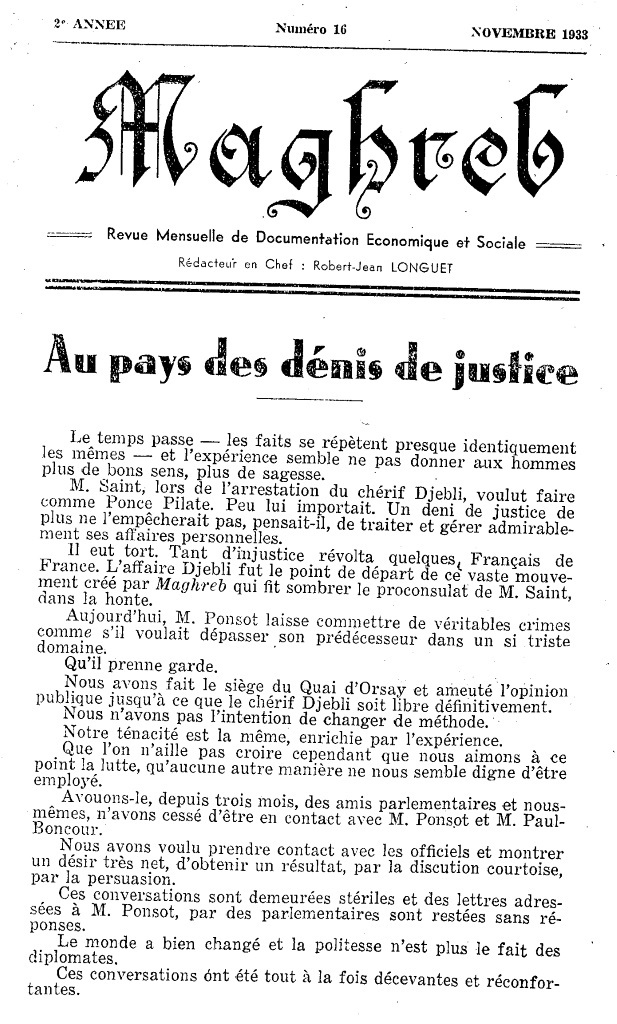 2e ANNEE
Numéro 16
NOVEMBRE 1933
Maghreb
Revue Mensuelle de Documentation Economique et Sociale
Rédacteur en Chef : Robert-Jean LONGUET
Au pays des dénis de justice
Le temps passe — les faits se répètent presque identiquement
les mêmes — et l'expérience semble ne pas donner aux hommes
plus de bons sens, plus de sagesse.
M. Saint, lors de l'arrestation du chérif Djebli, voulut faire
comme Ponce Pilate. Peu lui importait. Un deni de justice de
plus ne l'empêcherait pas, pensait-il, de traiter et gérer admirable-
ment ses affaires personnelles.
Il eut tort. Tant d'injustice révolta quelques Français de
France. L'affaire Djebli fut le point de départ de ce vaste mouve-
ment créé par Maghreb qui fit sombrer le proconsulat de M. Saint,
dans la honte.
Aujourd'hui, M. Ponsot laisse commettre de véritables crimes
comme s'il voulait dépasser son prédécesseur dans un si triste
domaine.
Qu'il prenne garde.
Nous avons fait le siège du Quai d'Orsay et ameuté l'opinion
publique jusqu'à ce que le chérif Djebli soit libre définitivement.
Nous n'avons pas l'intention de changer de méthode.
Notre ténacité est la même, enrichie par l'expérience.
Que l'on n'aille pas croire cependant que nous aimons à ce
point la lutte, qu'aucune autre manière ne nous semble digne d'être
employé.
Avouons-le, depuis trois mois, des amis parlementaires et nous-
mêmes, n'avons cessé d'être en contact avec M. Ponsot et M. Paul-
Boncour.
Nous avons voulu prendre contact avec les officiels et montrer
un désir très net, d'obtenir un résultat, par la discution courtoise,
par la persuasion.
Ces conversations sont demeurées stériles et des lettres adres-
sées à M. Ponsot, par des parlementaires sont restées sans ré-
ponses.
Le monde a bien changé et la politesse n'est plus le fait des
diplomates.
Ces conversations ónt été tout à la fois décevantes et réconfor-
tantes.